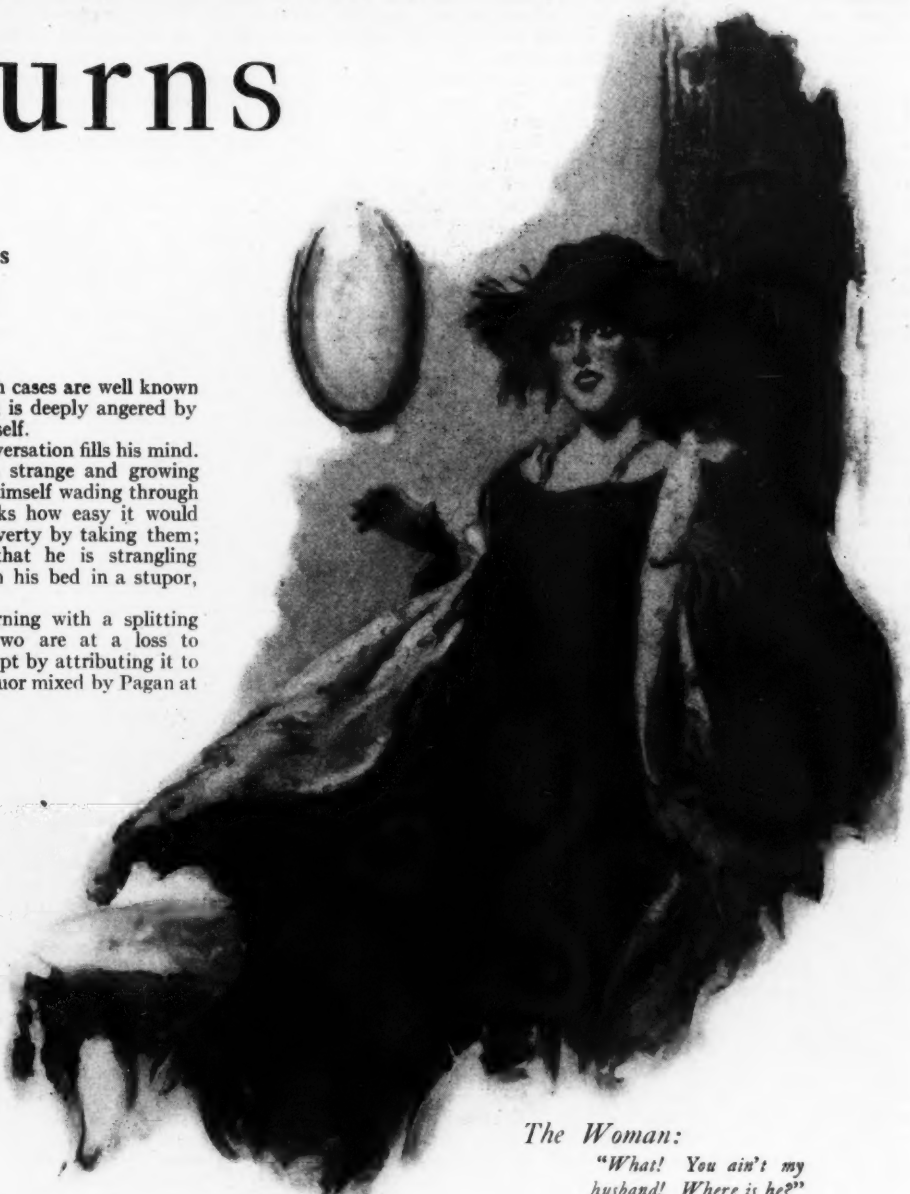 urns
s
n cases are well known
is deeply angered by
self.
versation fills his mind.
strange and growing
imself wading through
ks how easy it would
verty by taking them;
that he is strangling
n his bed in a stupor,
rning with a splitting
wo are at a loss to
pt by attributing it to
uor mixed by Pagan at
The Woman:
"What! You ain't my
husband! Where is he?"